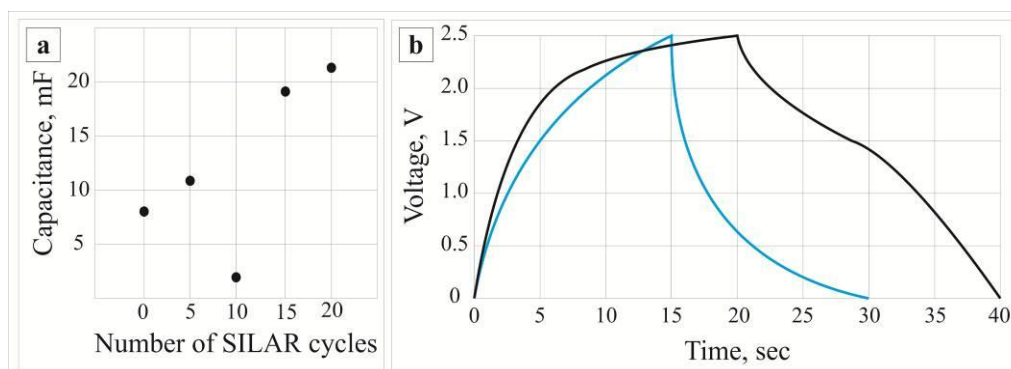 a
Capacitance, mF
20
15
10
5
0 5 10 15 20
Number of SILAR cycles
b
Voltage, V
2.5
2.0
1.5
1.0
0.5
0
0 5 10 15 20 25 30 35 40
Time, sec